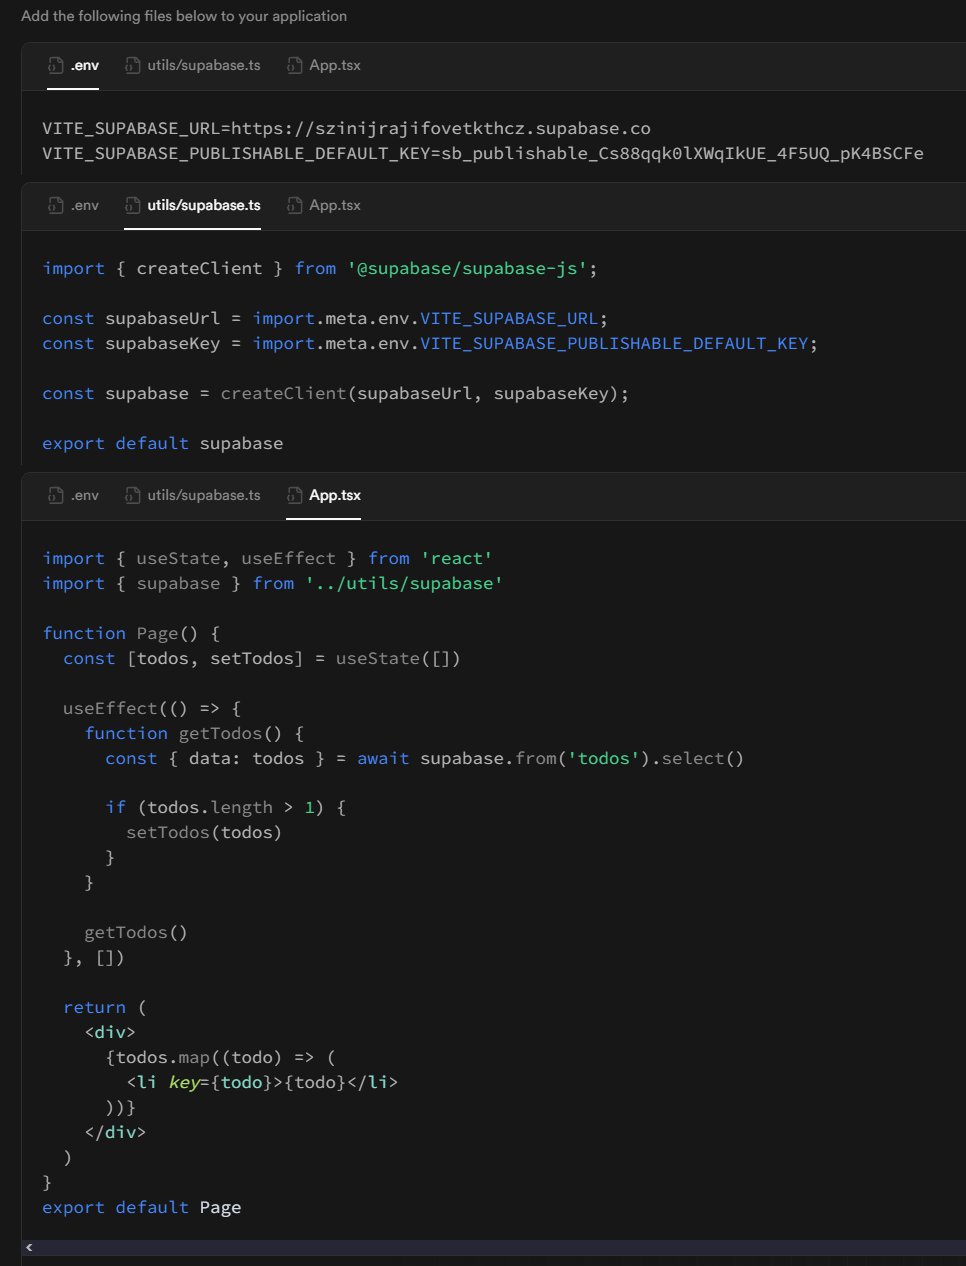 Add the following files below to your application
.env utils/supabase.ts App.tsx
VITE_SUPABASE_URL=https://szinijrajifovetkthcz.supabase.co
VITE_SUPABASE_PUBLISHABLE_DEFAULT_KEY=sb_publishable_Cs88qqk0lXWqIkUE_4F5UQ_pK4BSCFe
.env utils/supabase.ts App.tsx
import { createClient } from '@supabase/supabase-js';
const supabaseUrl = import.meta.env.VITE_SUPABASE_URL;
const supabaseKey = import.meta.env.VITE_SUPABASE_PUBLISHABLE_DEFAULT_KEY;
const supabase = createClient(supabaseUrl, supabaseKey);
export default supabase
.env utils/supabase.ts App.tsx
import { useState, useEffect } from 'react'
import { supabase } from '../utils/supabase'
function Page() {
  const [todos, setTodos] = useState([])
  useEffect(() => {
    function getTodos() {
      const { data: todos } = await supabase.from('todos').select()
      if (todos.length > 1) {
        setTodos(todos)
      }
    }
    getTodos()
  }, [])
  return (
    <div>
      {todos.map((todo) => (
        <li key={todo}>{todo}</li>
      ))}
    </div>
  )
}
export default Page